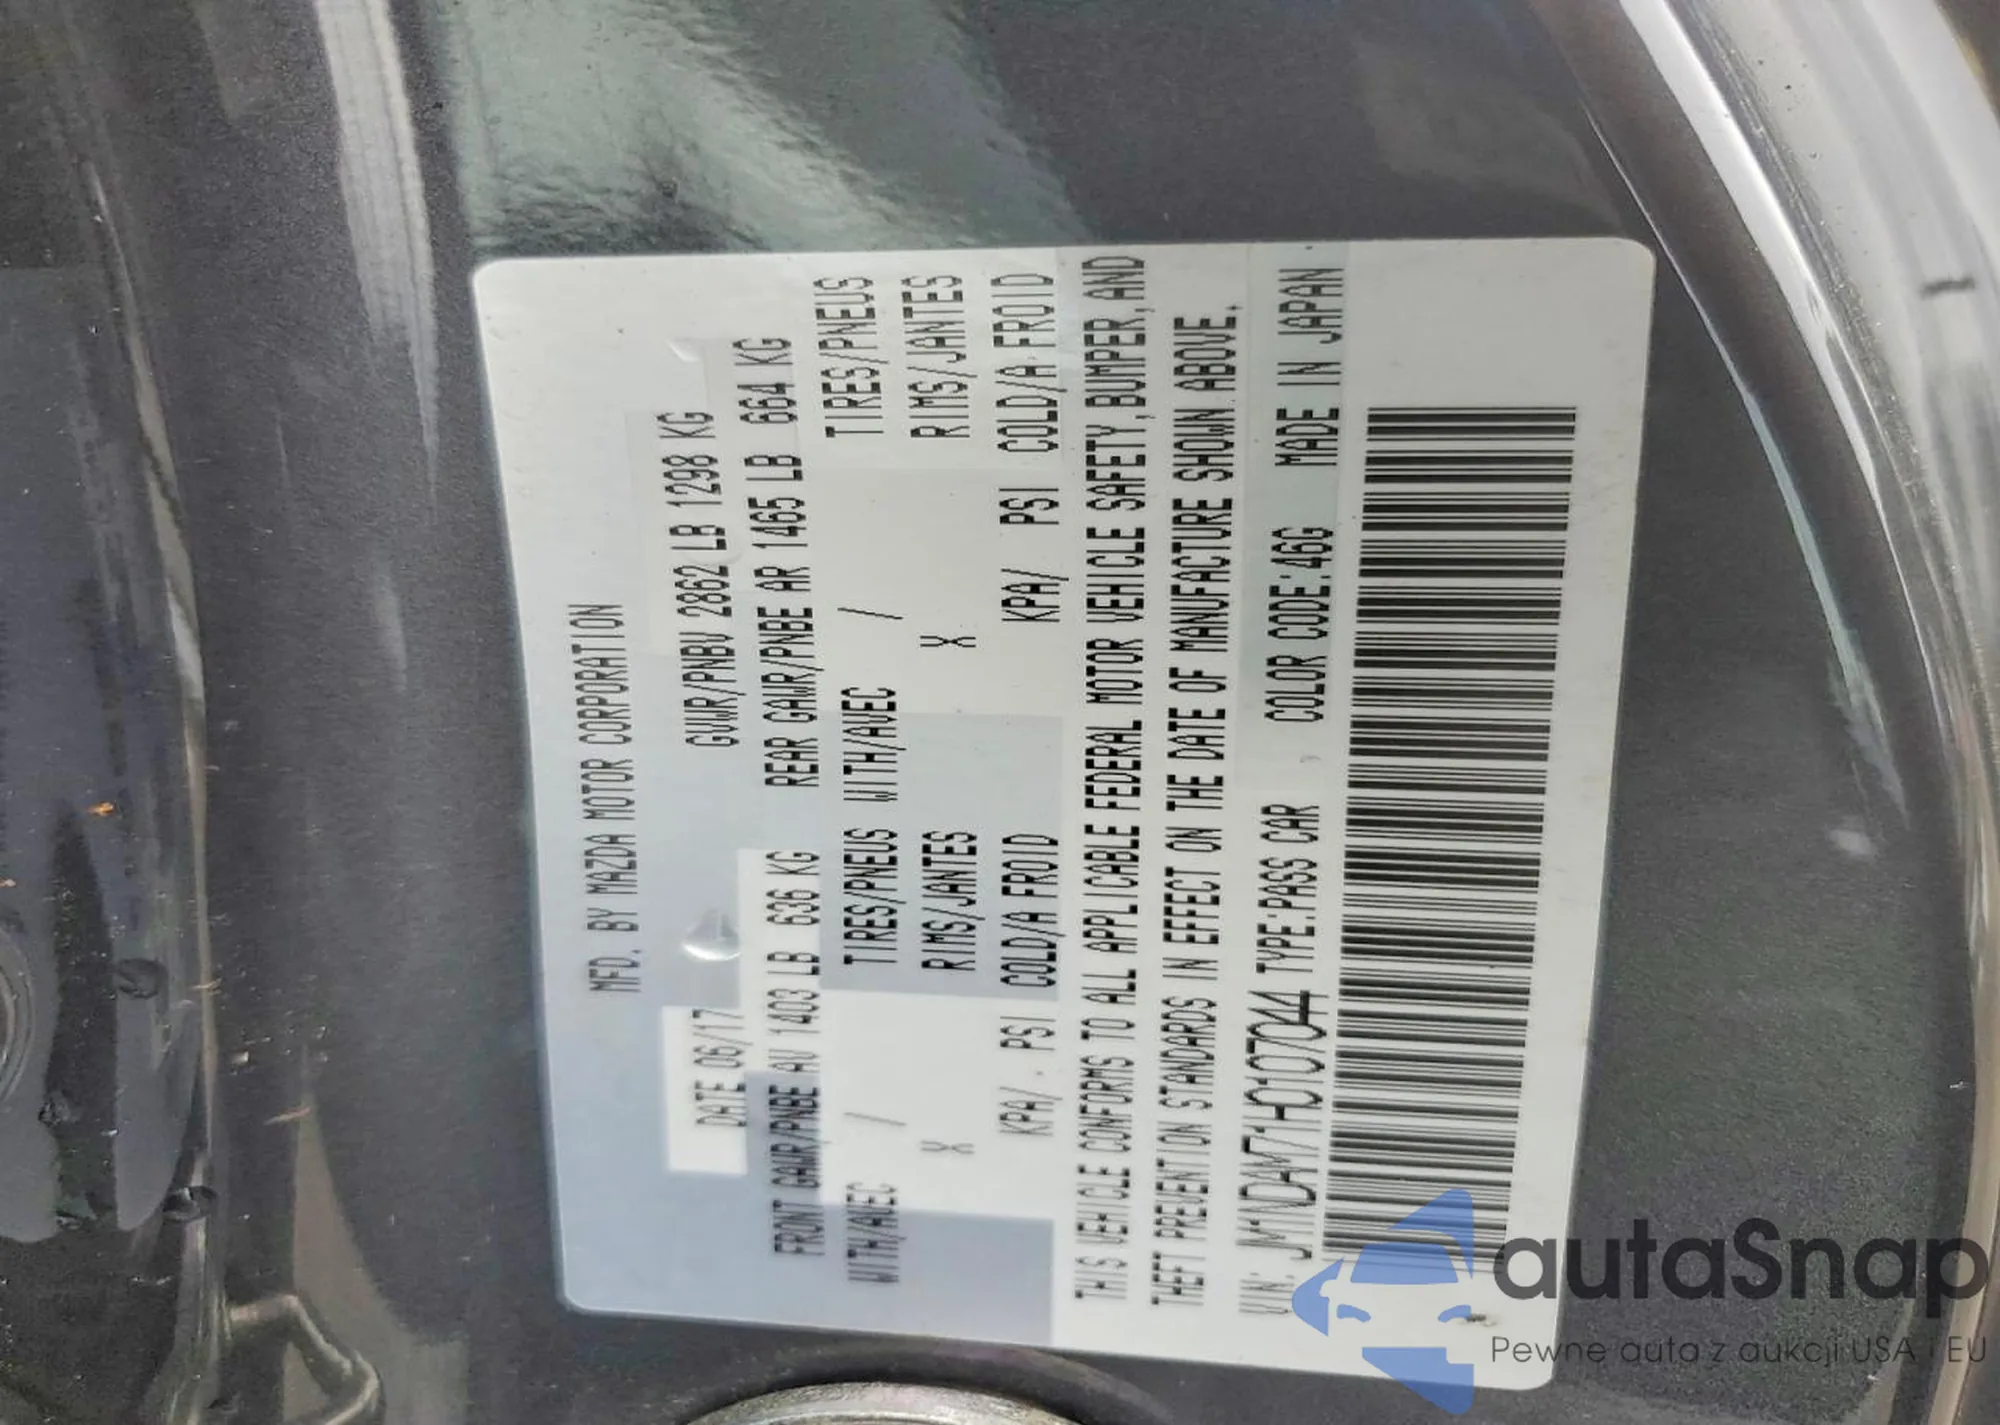 MFD. BY MAZDA MOTOR CORPORATION
DATE 06/17 GVWR/PNBV 2862 LB 1298 KG
FRONT GAWR/PNBE AV 1403 LB 636 KG REAR GAWR/PNBE AR 1465 LB 664 KG
WITH/AVEC / TIRES/PNEUS WITH/AVEC / TIRES/PNEUS
X RIMS/JANTES X RIMS/JANTES
KPA/ PSI COLD/A FROID KPA/ PSI COLD/A FROID
THIS VEHICLE CONFORMS TO ALL APPLICABLE FEDERAL MOTOR VEHICLE SAFETY, BUMPER, AND
THEFT PREVENTION STANDARDS IN EFFECT ON THE DATE OF MANUFACTURE SHOWN ABOVE.
VIN: JM1NDAM71H0107044 TYPE:PASS CAR COLOR CODE:46G MADE IN JAPAN
autaSnap
Pewne auta z aukcji USA i EU